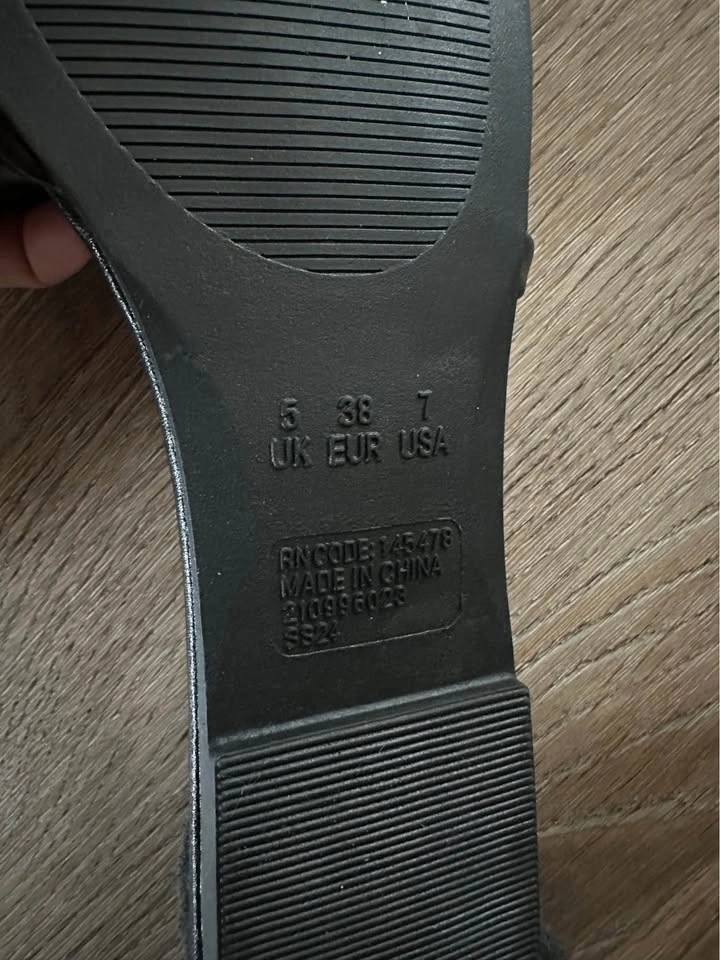 5 38 7
UK EUR USA
RN CODE: 145478
MADE IN CHINA
210996023
SS24